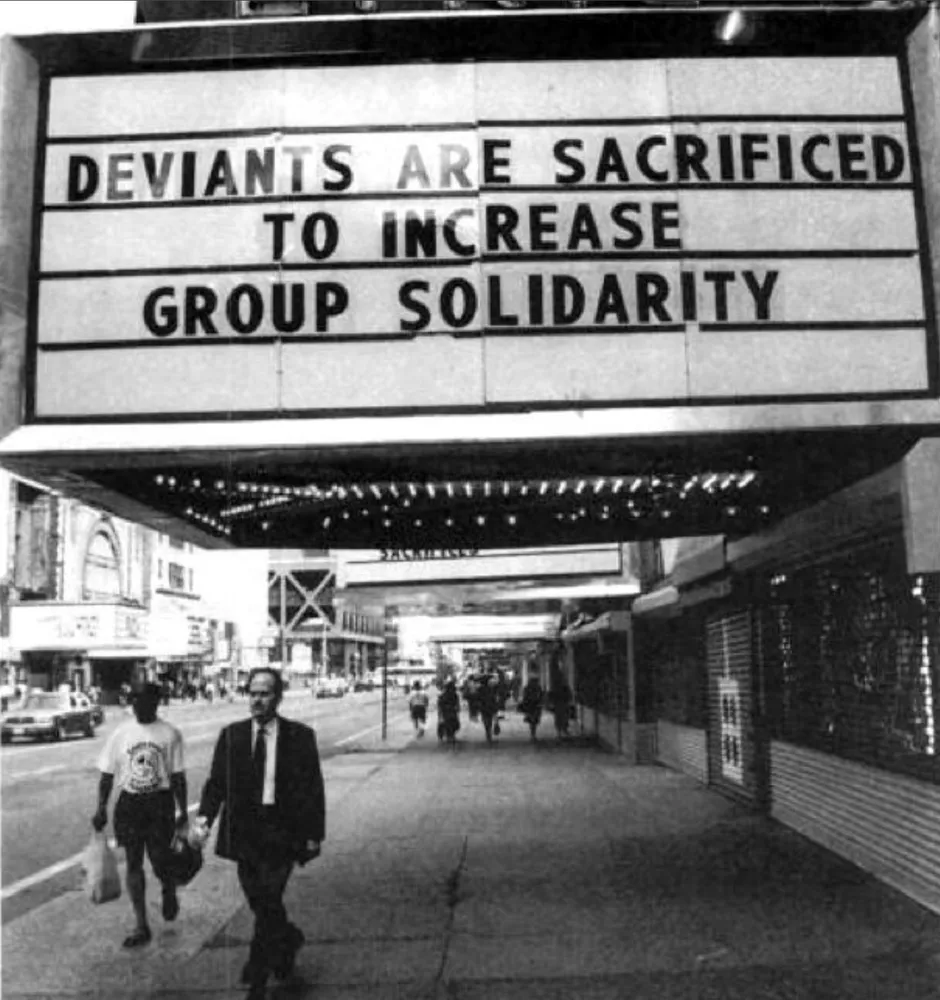 DEVIANTS ARE SACRIFICED
TO INCREASE
GROUP SOLIDARITY
SACRIFICED